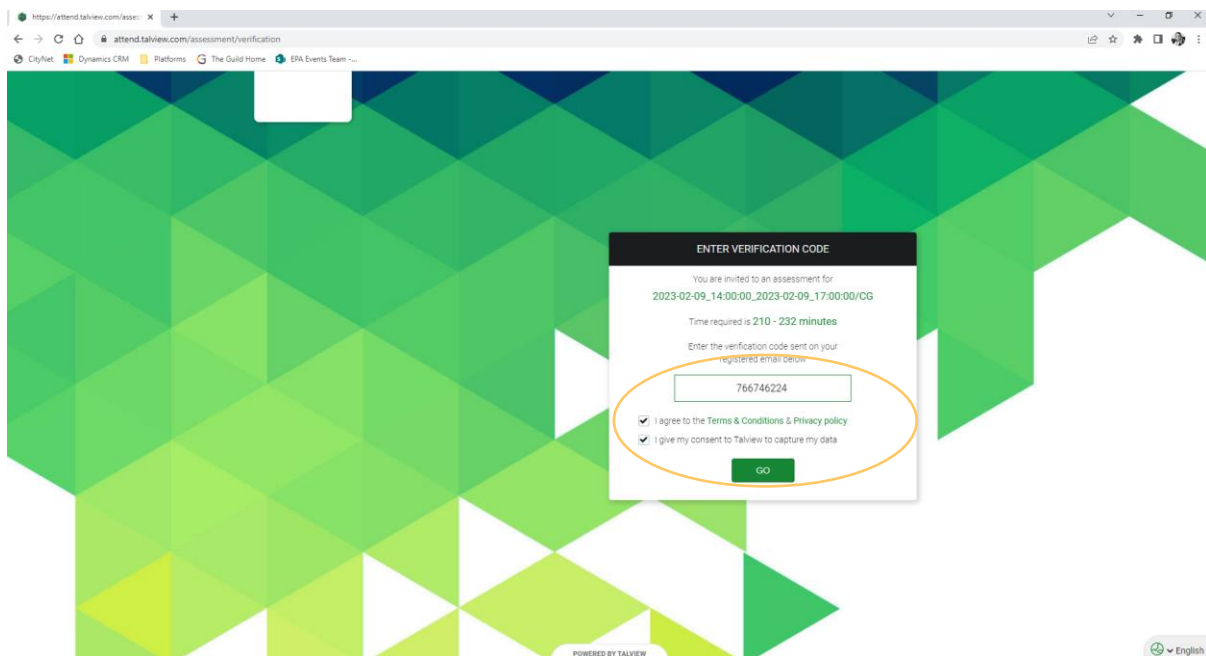 https://attend.talview.com/asses
attend.talview.com/assessment/verification
CityNet Dynamics CRM Platforms The Guild Home EPA Events Team -...
ENTER VERIFICATION CODE
You are invited to an assessment for
2023-02-09_14:00:00_2023-02-09_17:00:00/CG
Time required is 210 - 232 minutes
Enter the verification code sent on your
registered email below
766746224
I agree to the Terms & Conditions & Privacy policy
I give my consent to Talview to capture my data
GO
POWERED BY TALVIEW
English